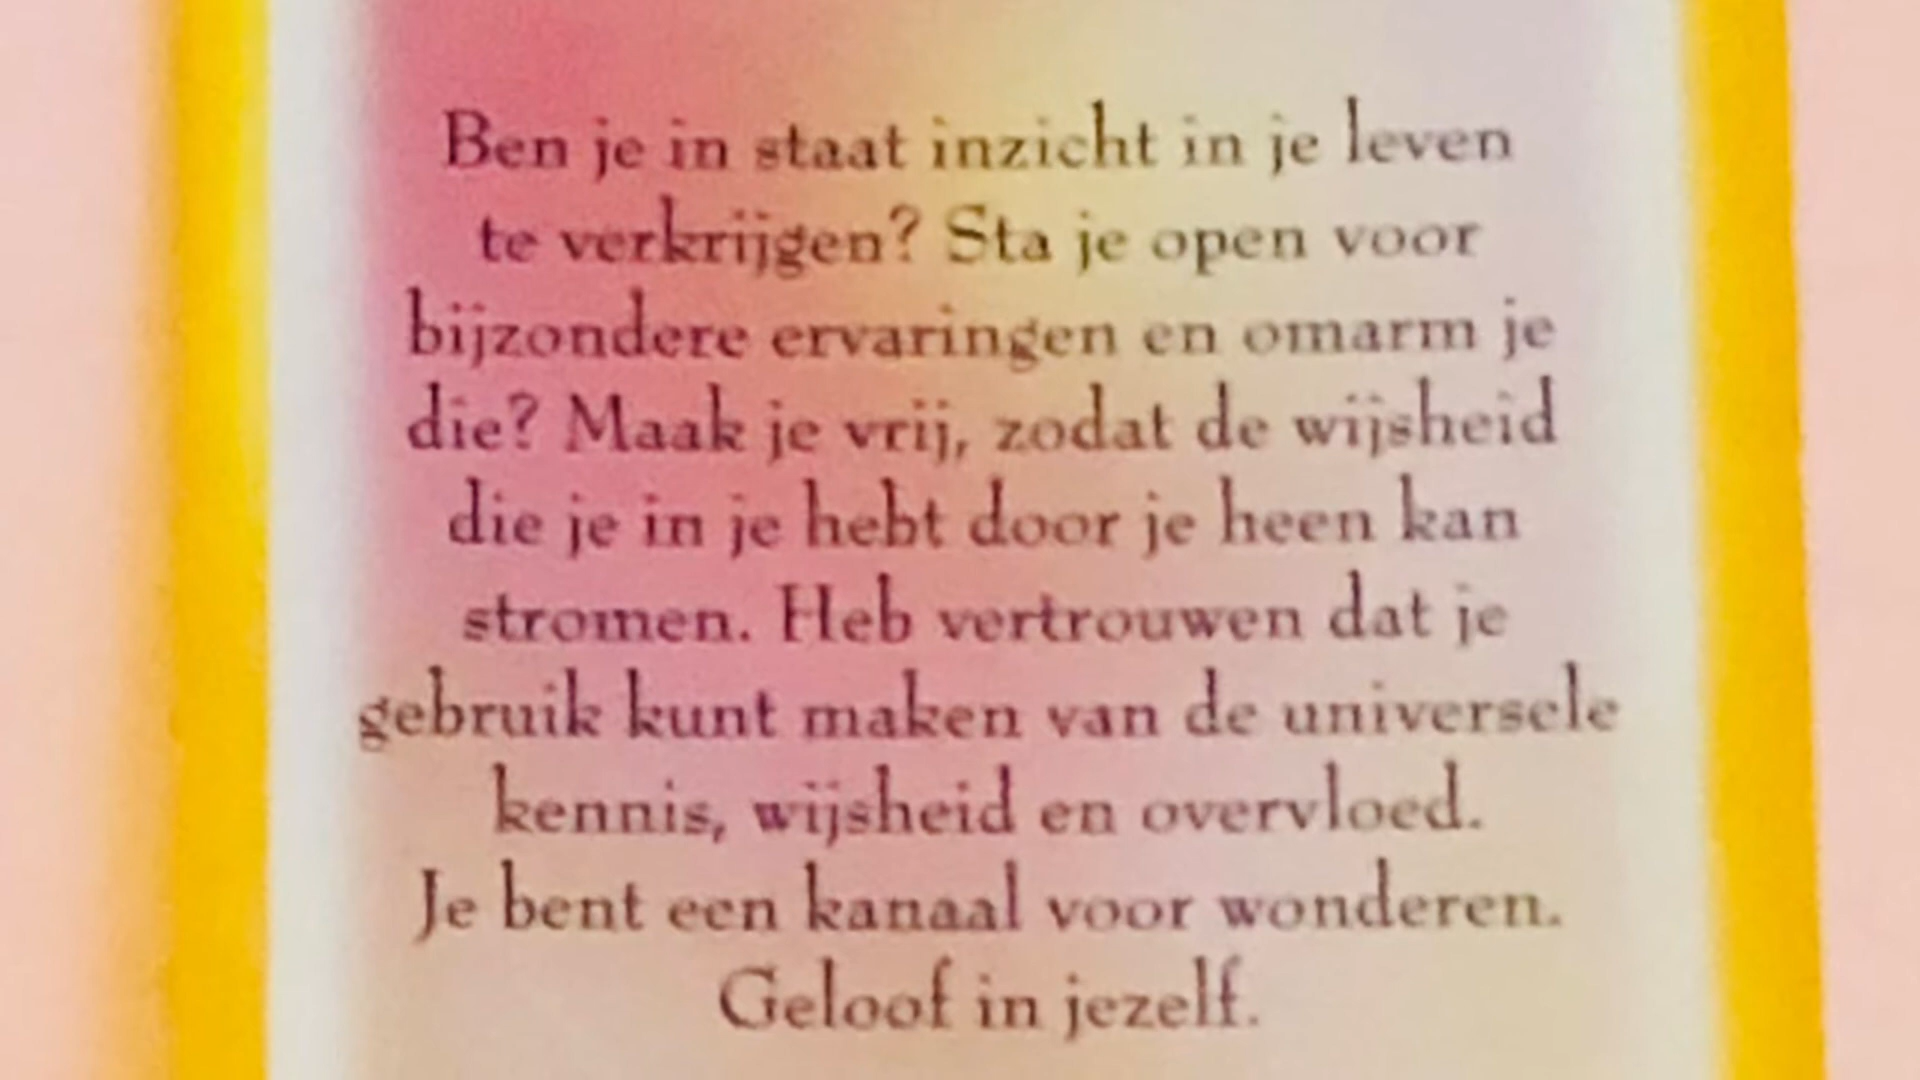 Ben je in staat inzicht in je leven
te verkrijgen? Sta je open voor
bijzondere ervaringen en omarm je
die? Maak je vrij, zodat de wijsheid
die je in je hebt door je heen kan
stromen. Heb vertrouwen dat je
gebruik kunt maken van de universele
kennis, wijsheid en overvloed.
Je bent een kanaal voor wonderen.
Geloof in jezelf.